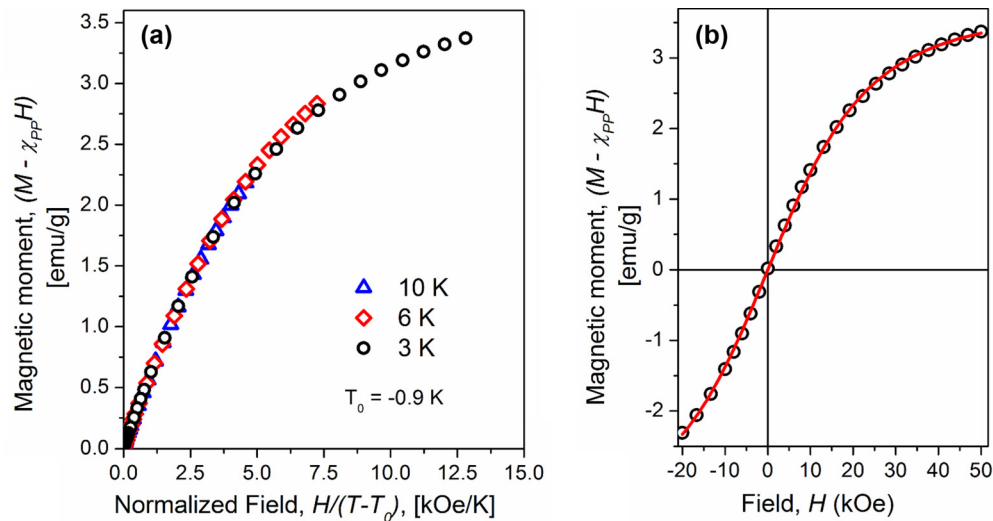 (a)
3.5
3.0
2.5
2.0
1.5
1.0
0.5
0.0
Magnetic moment, (M - χPPH)
[emu/g]
10 K
6 K
3 K
T0 = -0.9 K
0.0 2.5 5.0 7.5 10.0 12.5 15.0
Normalized Field, H/(T-T0), [kOe/K]
(b)
3
2
1
0
-1
-2
Magnetic moment, (M - χPPH)
[emu/g]
-20 -10 0 10 20 30 40 50
Field, H (kOe)